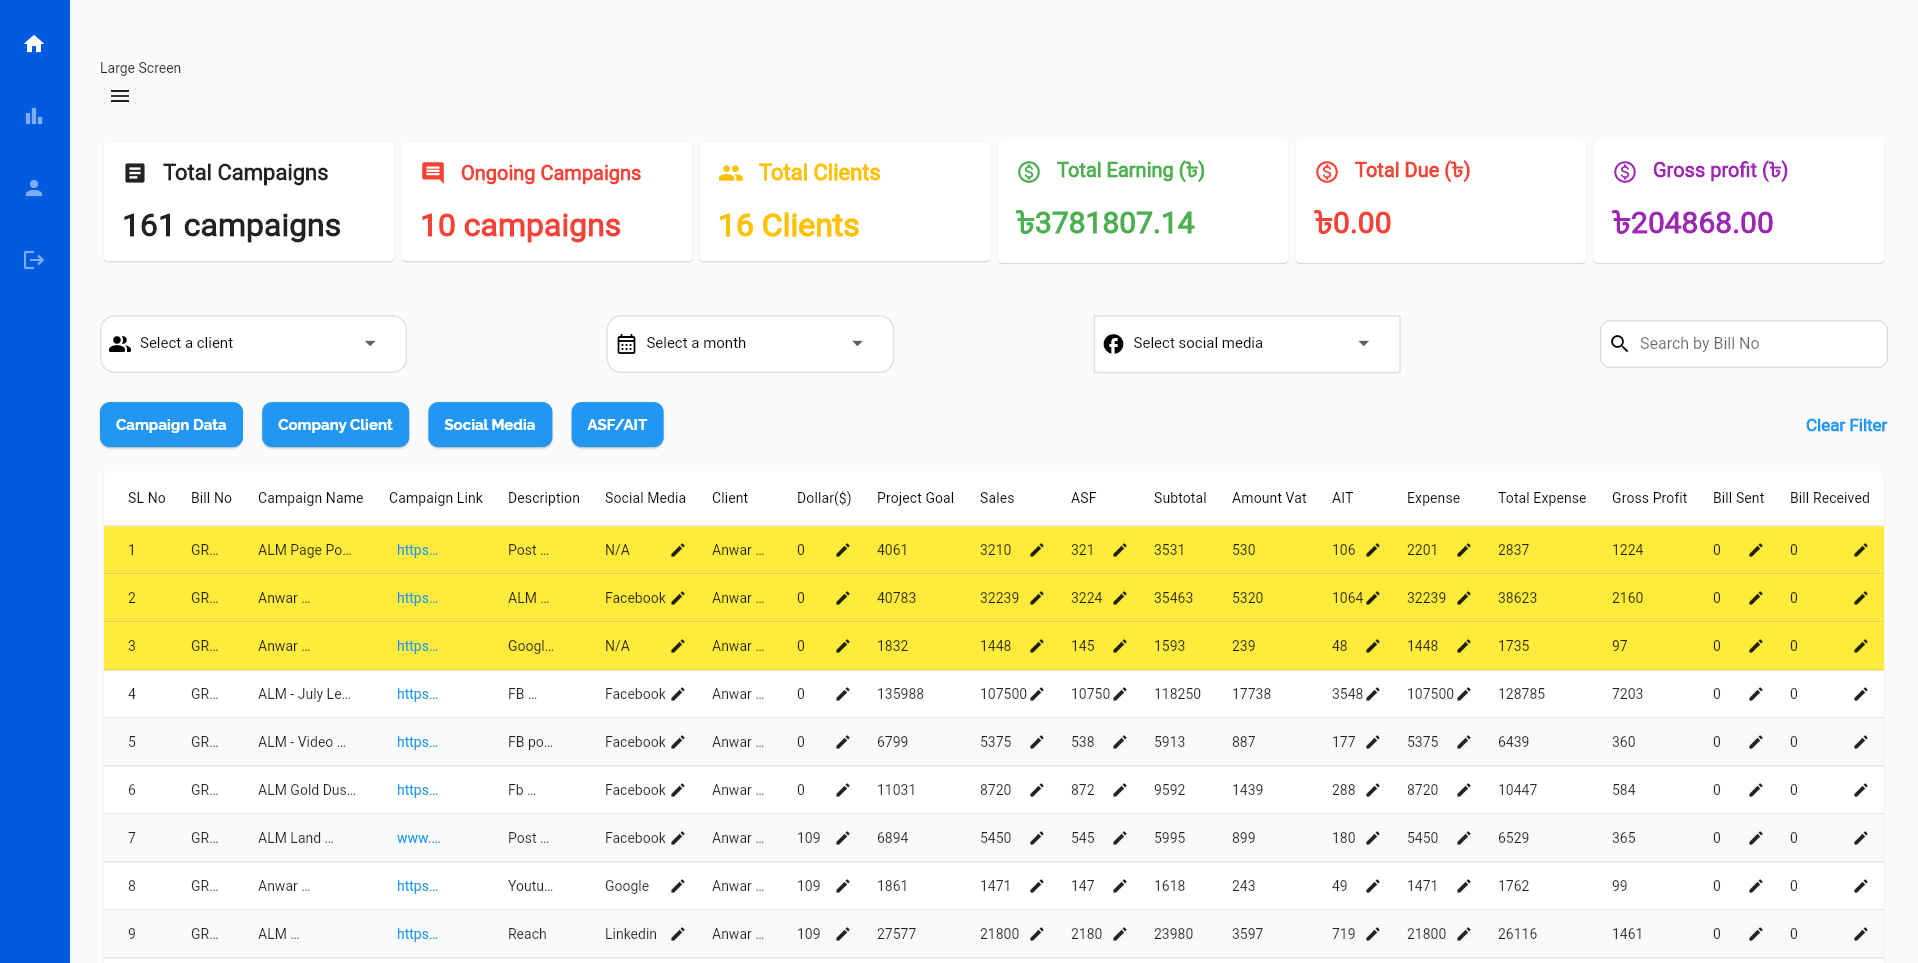 Large Screen
Total Campaigns
161 campaigns
Ongoing Campaigns
10 campaigns
Total Clients
16 Clients
Total Earning (৳)
৳3781807.14
Total Due (৳)
৳0.00
Gross profit (৳)
৳204868.00
Select a client
Select a month
Select social media
Search by Bill No
Campaign Data Company Client Social Media ASF/AIT
Clear Filter
SL No Bill No Campaign Name Campaign Link Description Social Media Client Dollar($) Project Goal Sales ASF Subtotal Amount Vat AIT Expense Total Expense Gross Profit Bill Sent Bill Received
1 GR... ALM Page Po... https... Post ... N/A Anwar ... 0 4061 3210 321 3531 530 106 2201 2837 1224 0 0
2 GR... Anwar ... https... ALM ... Facebook Anwar ... 0 40783 32239 3224 35463 5320 1064 32239 38623 2160 0 0
3 GR... Anwar ... https... Googl... N/A Anwar ... 0 1832 1448 145 1593 239 48 1448 1735 97 0 0
4 GR... ALM - July Le... https... FB ... Facebook Anwar ... 0 135988 107500 10750 118250 17738 3548 107500 128785 7203 0 0
5 GR... ALM - Video ... https... FB po... Facebook Anwar ... 0 6799 5375 538 5913 887 177 5375 6439 360 0 0
6 GR... ALM Gold Dus... https... Fb ... Facebook Anwar ... 0 11031 8720 872 9592 1439 288 8720 10447 584 0 0
7 GR... ALM Land ... www.... Post ... Facebook Anwar ... 109 6894 5450 545 5995 899 180 5450 6529 365 0 0
8 GR... Anwar ... https... Youtu... Google Anwar ... 109 1861 1471 147 1618 243 49 1471 1762 99 0 0
9 GR... ALM ... https... Reach Linkedin Anwar ... 109 27577 21800 2180 23980 3597 719 21800 26116 1461 0 0